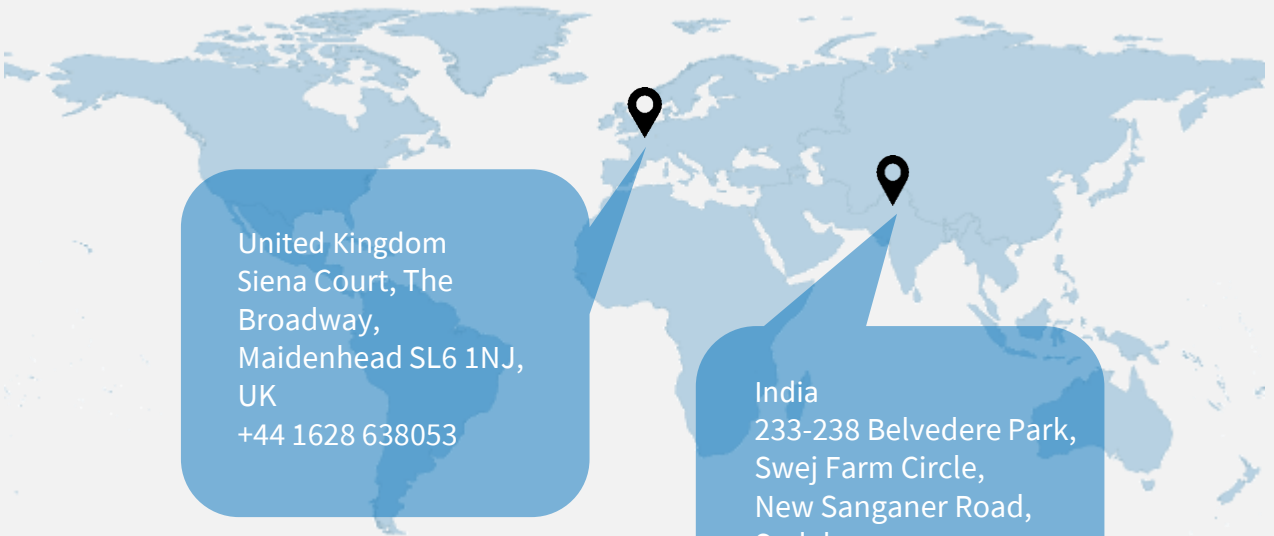 United Kingdom
Siena Court, The
Broadway,
Maidenhead SL6 1NJ,
UK
+44 1628 638053
India
233-238 Belvedere Park,
Swej Farm Circle,
New Sanganer Road,